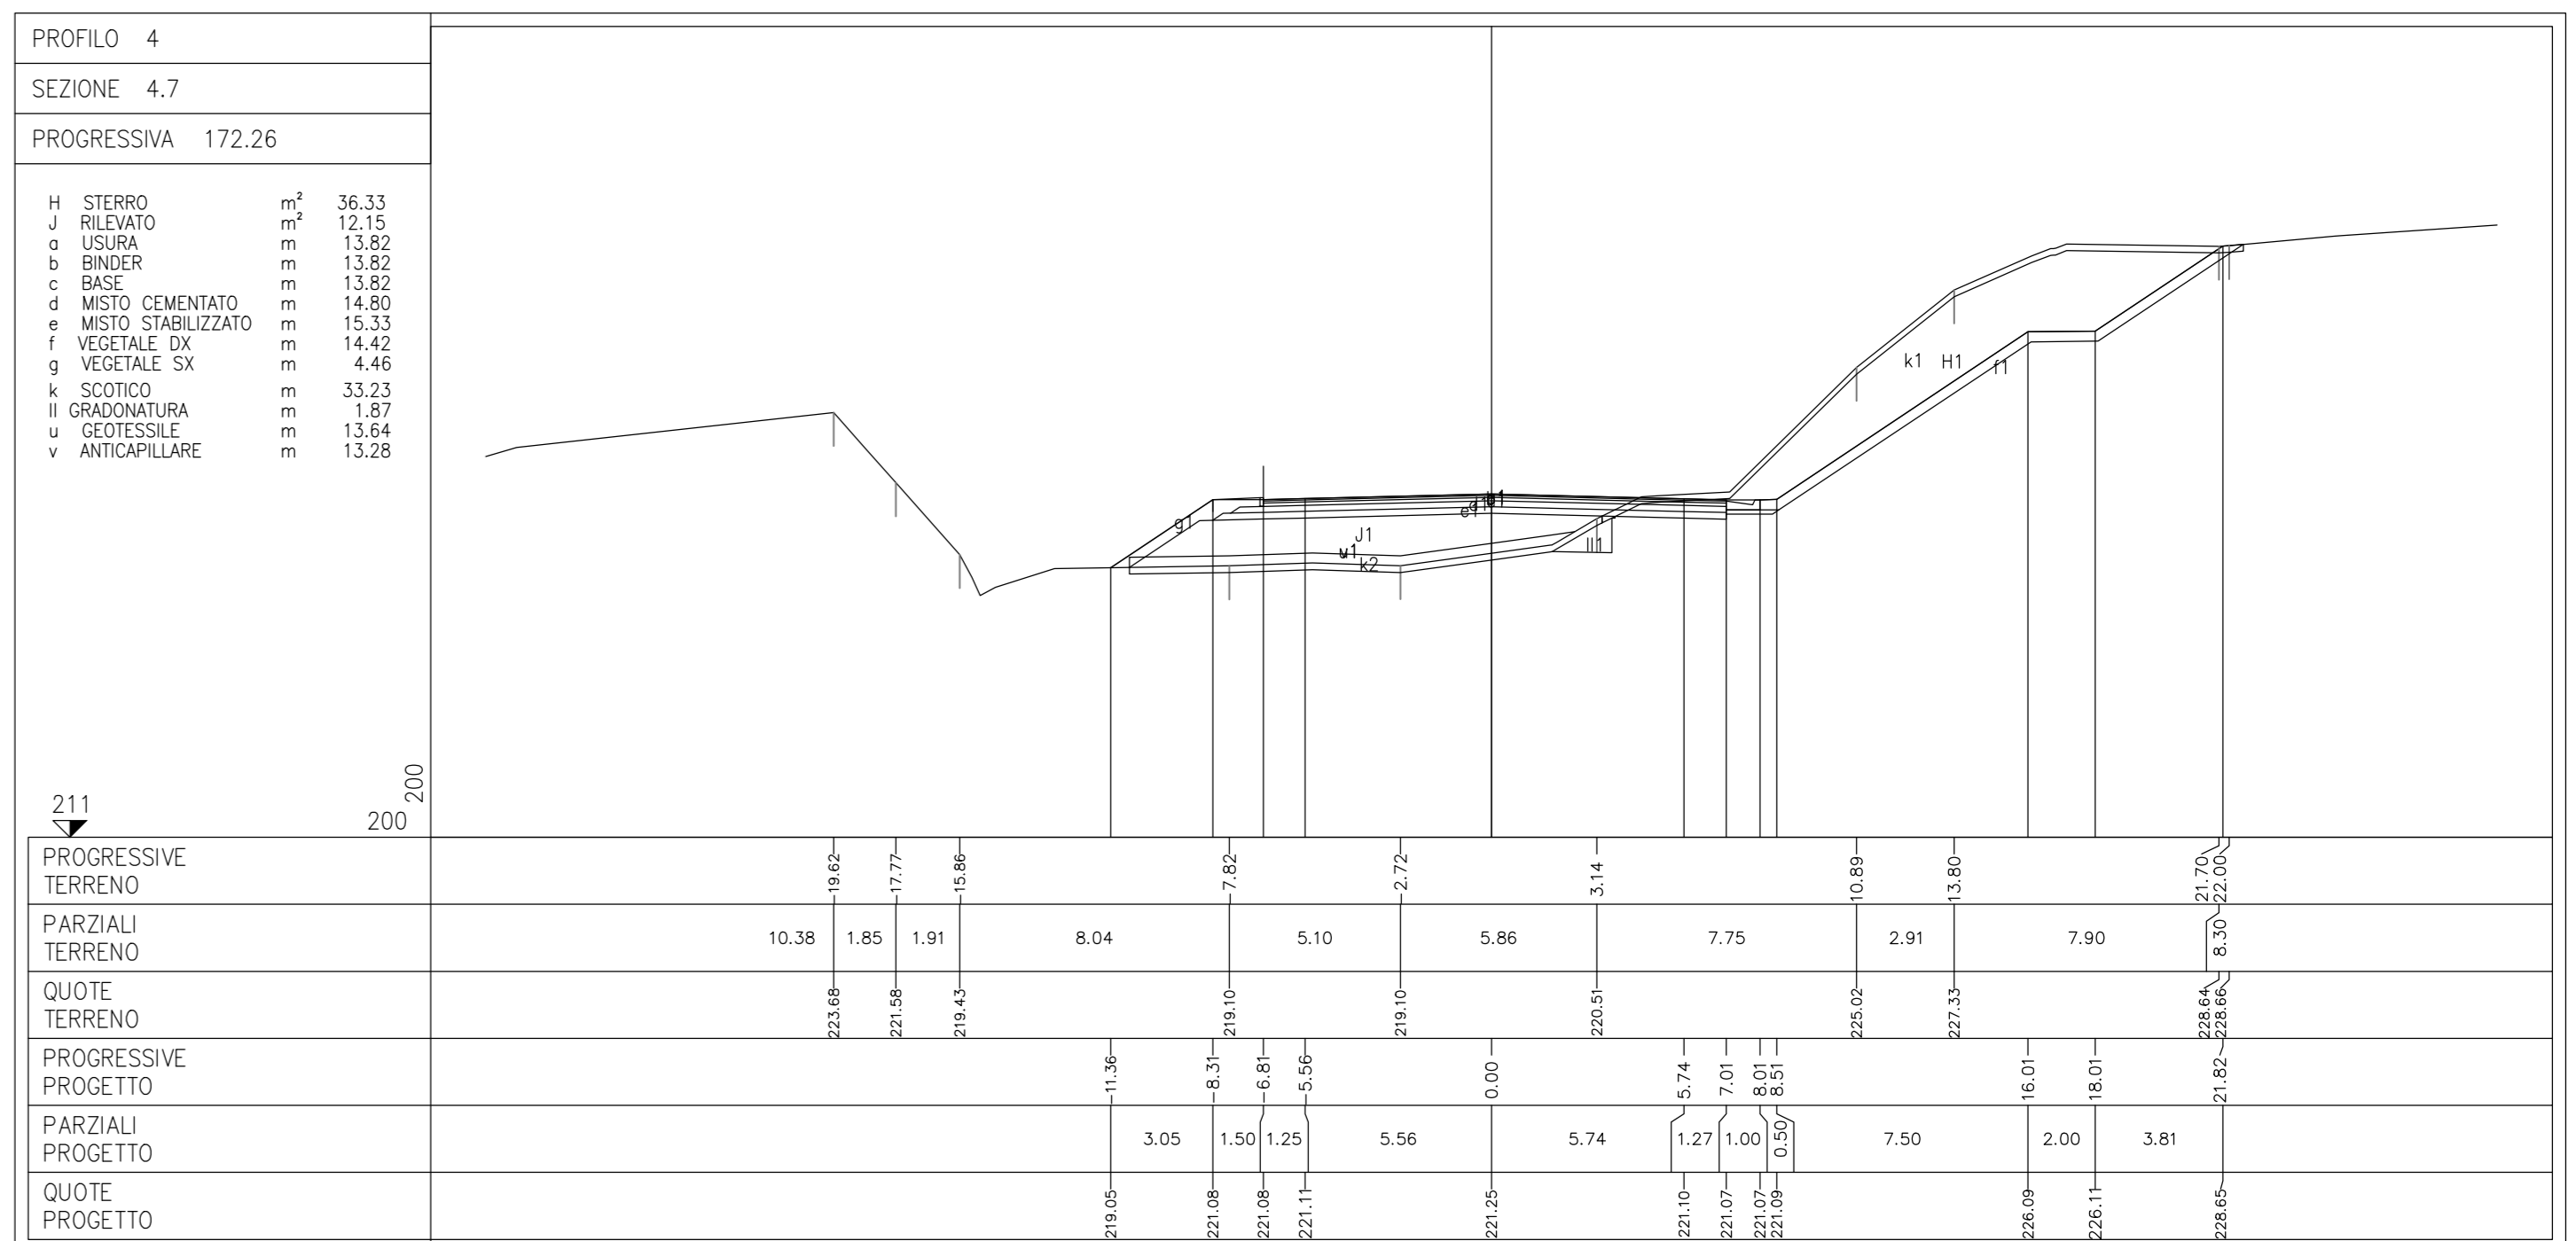 PROFILO 4
SEZIONE 4.7
PROGRESSIVA 172.26
H STERRO m² 36.33
J RILEVATO m² 12.15
a USURA m 13.82
b BINDER m 13.82
c BASE m 13.82
d MISTO CEMENTATO m 14.80
e MISTO STABILIZZATO m 15.33
f VEGETALE DX m 14.42
g VEGETALE SX m 4.46
k SCOTICO m 33.23
ll GRADONATURA m 1.87
u GEOTESSILE m 13.64
v ANTICAPILLARE m 13.28
k1 H1 f1
g1
e1
J1
ll1
k2
211
200
200
PROGRESSIVE
TERRENO
-19.62 -17.77 -15.86 -7.82 -2.72 3.14 10.89 13.80 21.70 22.00
PARZIALI
TERRENO
10.38 1.85 1.91 8.04 5.10 5.86 7.75 2.91 7.90 8.30
QUOTE
TERRENO
223.68 221.58 219.43 219.10 219.10 220.51 225.02 227.33 228.64 228.66
PROGRESSIVE
PROGETTO
-11.36 -8.31 -6.81 -5.56 0.00 5.74 7.01 8.01 8.51 16.01 18.01 21.82
PARZIALI
PROGETTO
3.05 1.50 1.25 5.56 5.74 1.27 1.00 0.50 7.50 2.00 3.81
QUOTE
PROGETTO
219.05 221.08 221.08 221.11 221.25 221.10 221.07 221.07 221.09 226.09 226.11 228.65